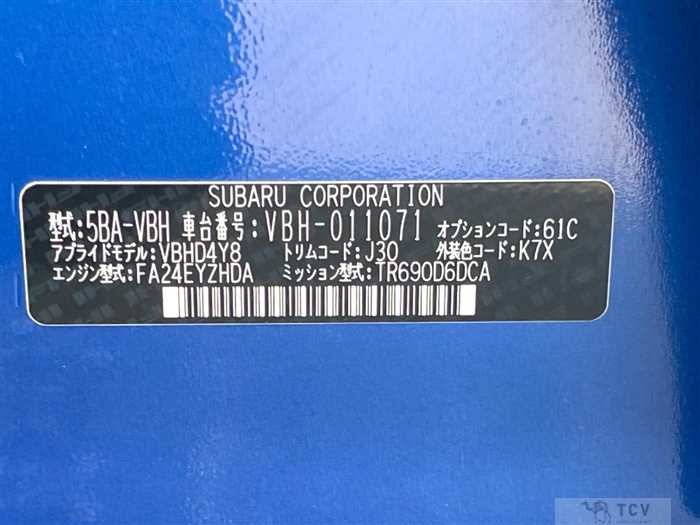 SUBARU CORPORATION
型式:5BA-VBH 車台番号:VBH-011071 オプションコード:61C
アプライドモデル:VBHD4Y8 トリムコード:J30 外装色コード:K7X
エンジン型式:FA24EYZHDA ミッション型式:TR690D6DCA
TCV